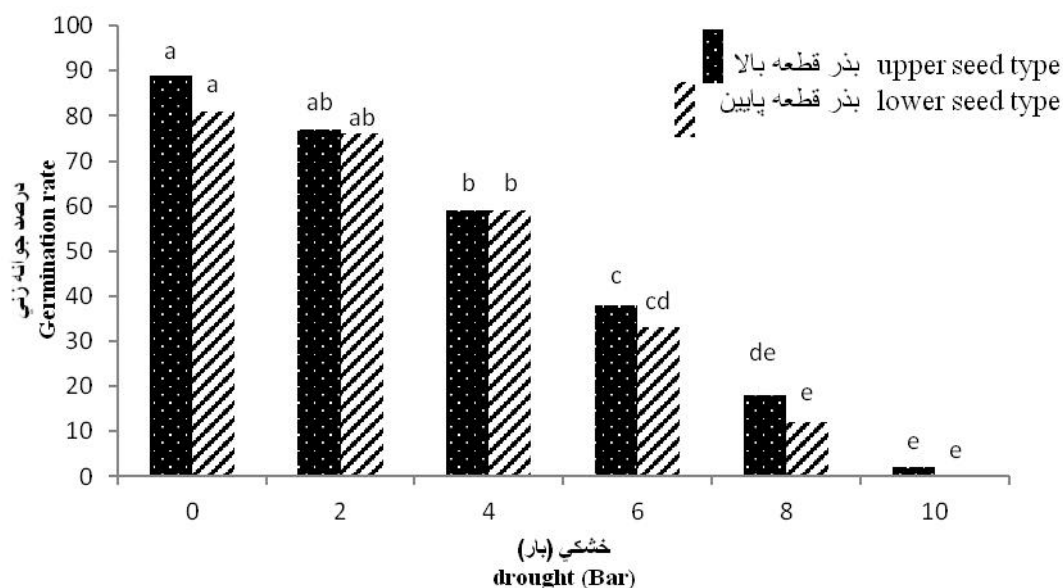 100
90
80
70
60
50
40
30
20
10
0
درصد جوانه زني
Germination rate
بذر قطعه بالا upper seed type
بذر قطعه پایین lower seed type
a
a
ab
ab
b
b
c
cd
de
e
e
e
0 2 4 6 8 10
خشكي (بار)
drought (Bar)